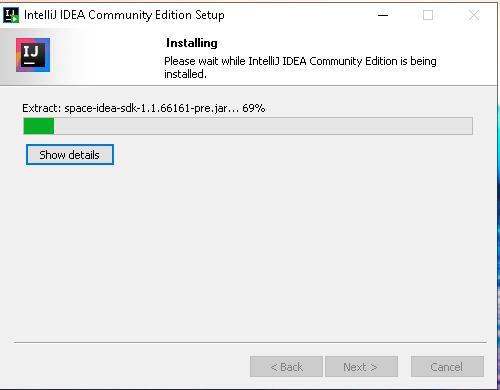 IntelliJ IDEA Community Edition Setup
IJ
Installing
Please wait while IntelliJ IDEA Community Edition is being
installed.
Extract: space-idea-sdk-1.1.66161-pre.jar... 69%
Show details
< Back
Next >
Cancel